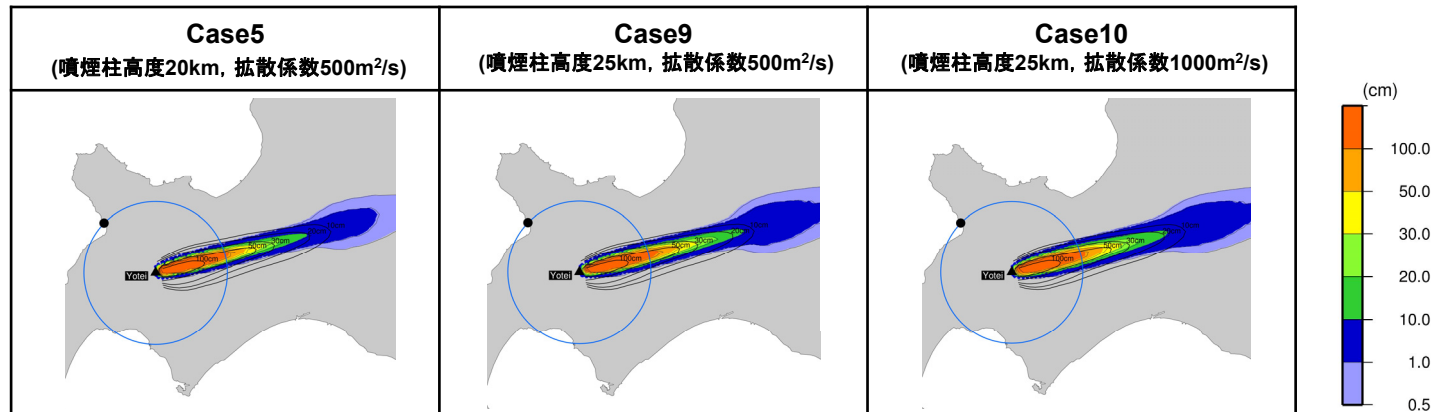 Case5
(噴煙柱高度20km, 拡散係数500m²/s)
Case9
(噴煙柱高度25km, 拡散係数500m²/s)
Case10
(噴煙柱高度25km, 拡散係数1000m²/s)
Yotei
100cm
50cm
30cm
Yotei
100cm
50cm
30cm
Yotei
100cm
50cm
30cm
(cm)
100.0
50.0
30.0
20.0
10.0
1.0
0.5